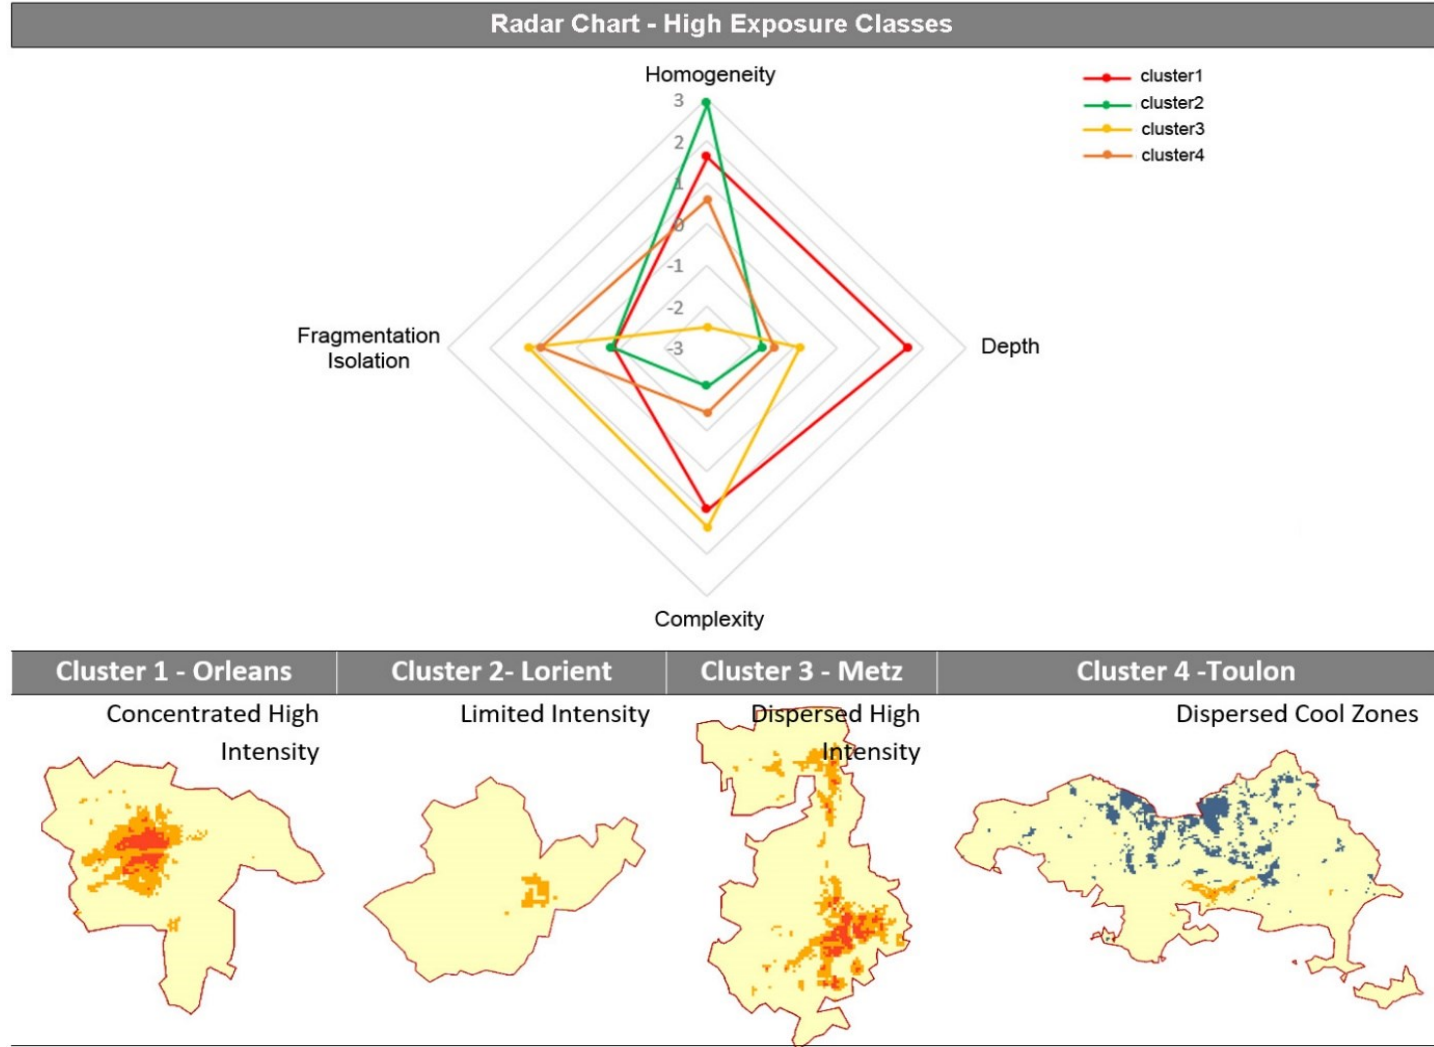 Radar Chart - High Exposure Classes
Homogeneity
3
2
1
0
-1
-2
-3
cluster1
cluster2
cluster3
cluster4
Fragmentation
Isolation
Depth
Complexity
Cluster 1 - Orleans
Cluster 2- Lorient
Cluster 3 - Metz
Cluster 4 -Toulon
Concentrated High
Intensity
Limited Intensity
Dispersed High
Intensity
Dispersed Cool Zones